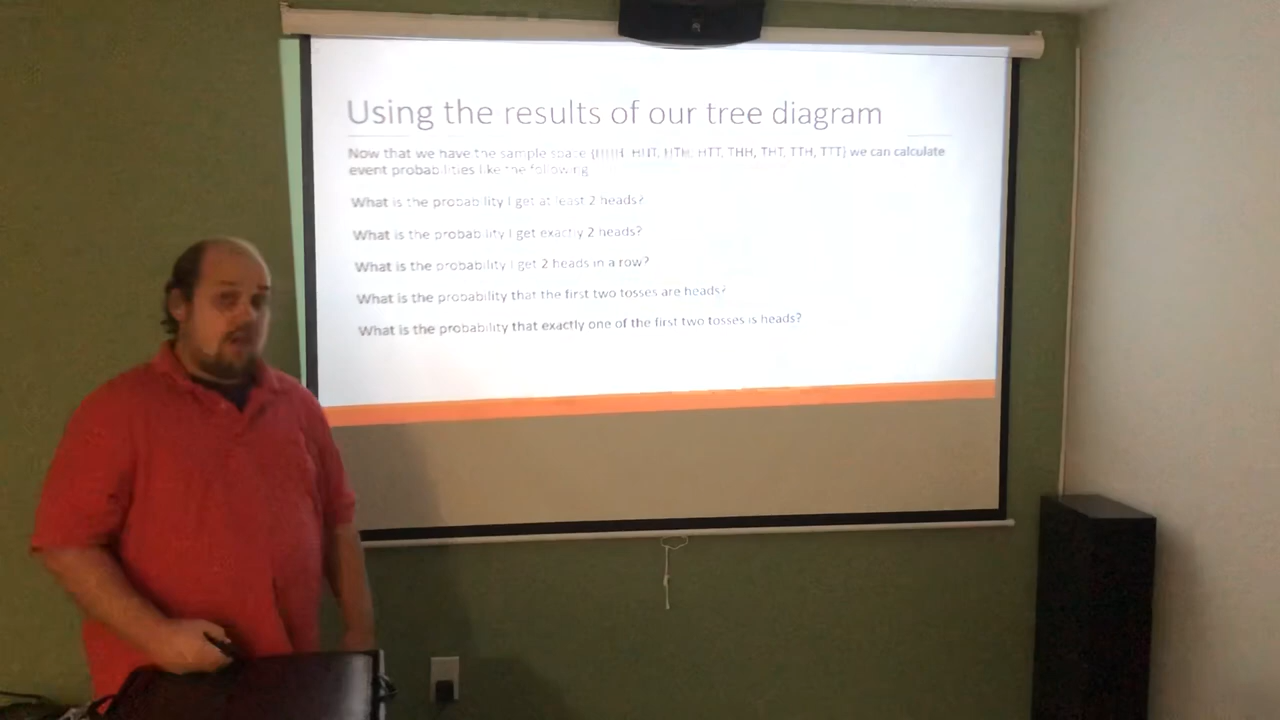 Using the results of our tree diagram
Now that we have the sample space {HHH, HHT, HTH, HTT, THH, THT, TTH, TTT} we can calculate
event probabilities like the following
What is the probability I get at least 2 heads?
What is the probability I get exactly 2 heads?
What is the probability I get 2 heads in a row?
What is the probability that the first two tosses are heads?
What is the probability that exactly one of the first two tosses is heads?